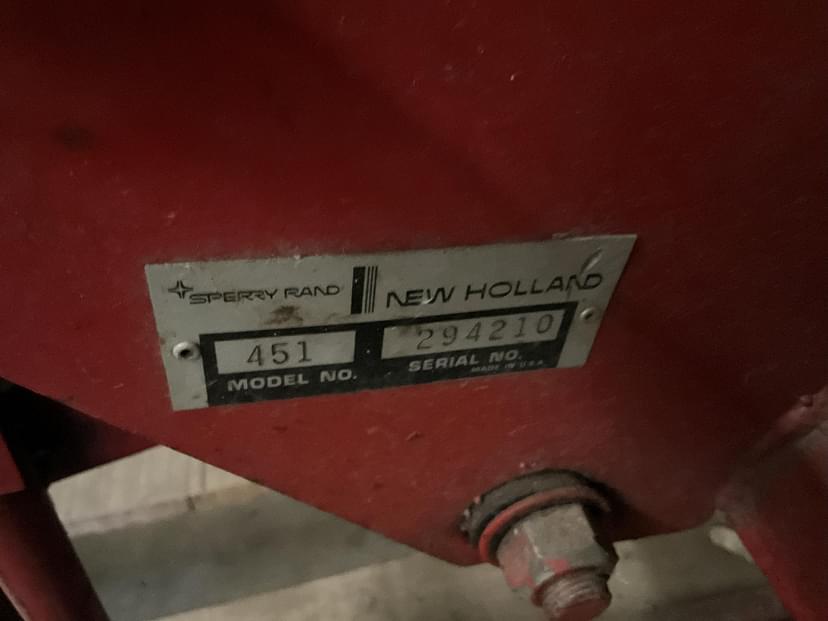 SPERRY RAND NEW HOLLAND
451 294210
MODEL NO. SERIAL NO.
MADE IN U.S.A.